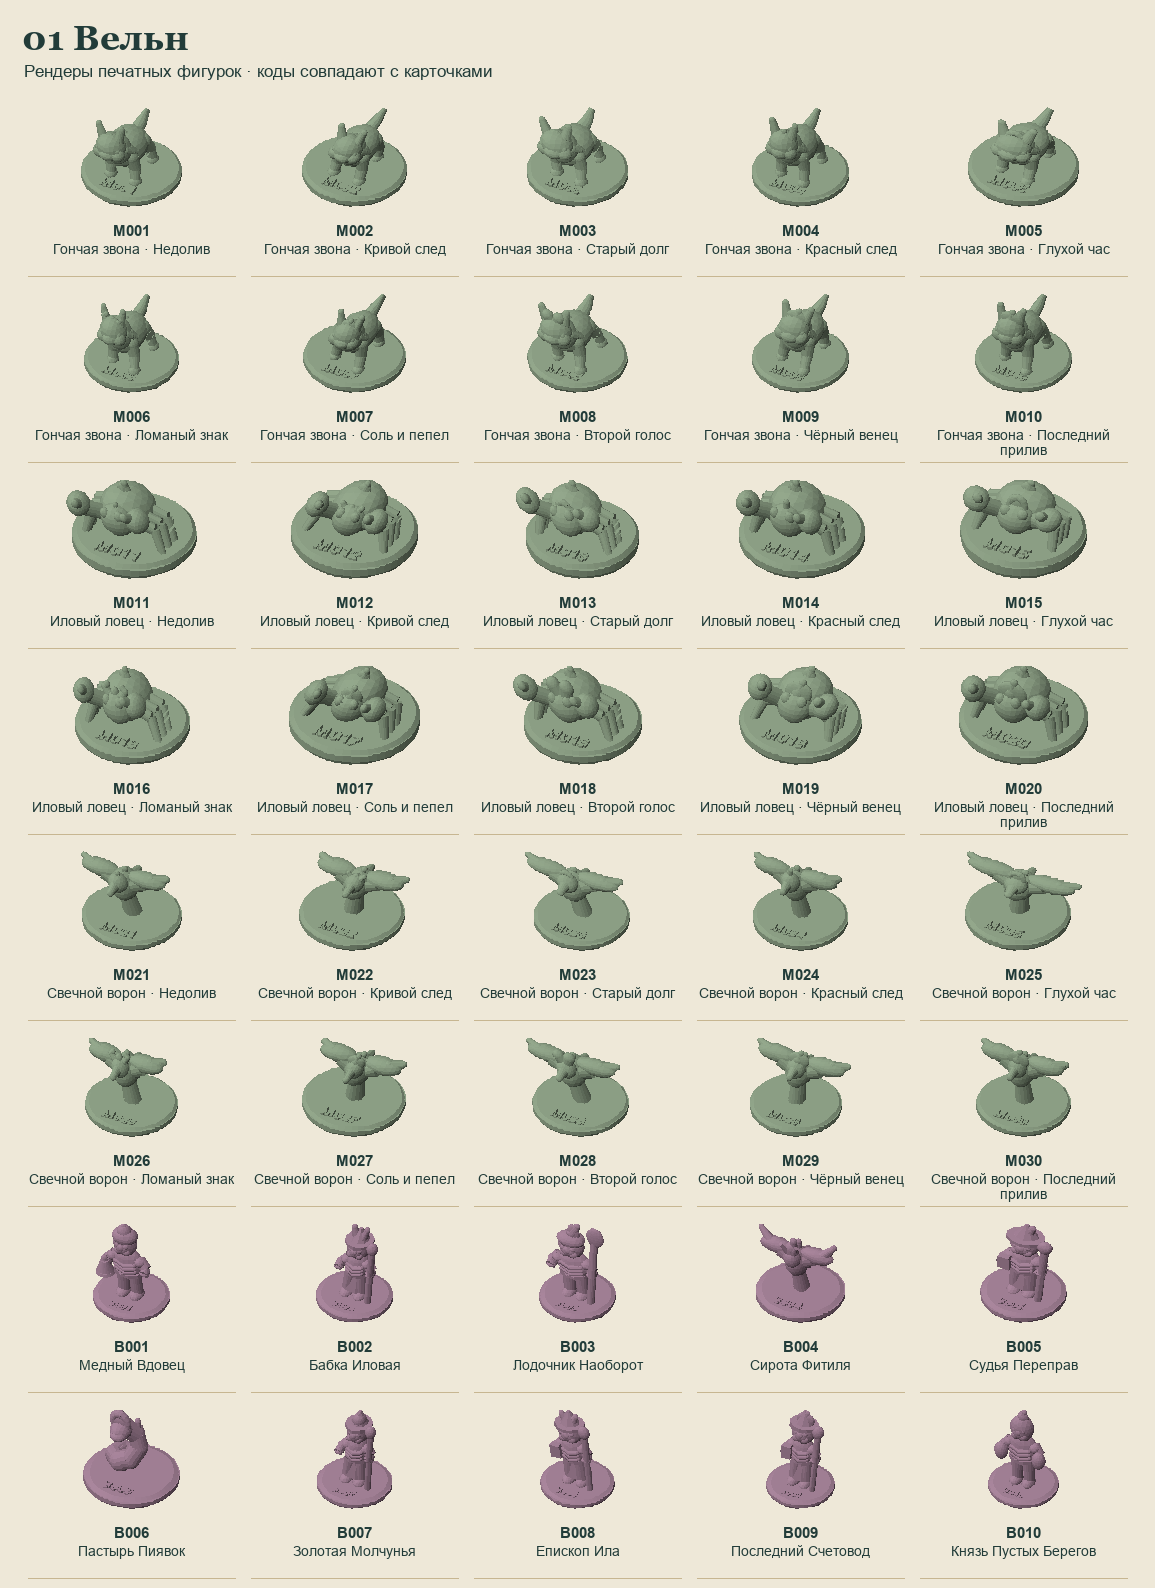 01 Вельн
Рендеры печатных фигурок · коды совпадают с карточками
M001
Гончая звона · Недолив
M002
Гончая звона · Кривой след
M003
Гончая звона · Старый долг
M004
Гончая звона · Красный след
M005
Гончая звона · Глухой час
M006
Гончая звона · Ломаный знак
M007
Гончая звона · Соль и пепел
M008
Гончая звона · Второй голос
M009
Гончая звона · Чёрный венец
M010
Гончая звона · Последний
прилив
M011
Иловый ловец · Недолив
M012
Иловый ловец · Кривой след
M013
Иловый ловец · Старый долг
M014
Иловый ловец · Красный след
M015
Иловый ловец · Глухой час
M016
Иловый ловец · Ломаный знак
M017
Иловый ловец · Соль и пепел
M018
Иловый ловец · Второй голос
M019
Иловый ловец · Чёрный венец
M020
Иловый ловец · Последний
прилив
M021
Свечной ворон · Недолив
M022
Свечной ворон · Кривой след
M023
Свечной ворон · Старый долг
M024
Свечной ворон · Красный след
M025
Свечной ворон · Глухой час
M026
Свечной ворон · Ломаный знак
M027
Свечной ворон · Соль и пепел
M028
Свечной ворон · Второй голос
M029
Свечной ворон · Чёрный венец
M030
Свечной ворон · Последний
прилив
B001
Медный Вдовец
B002
Бабка Иловая
B003
Лодочник Наоборот
B004
Сирота Фитиля
B005
Судья Переправ
B006
Пастырь Пиявок
B007
Золотая Молчунья
B008
Епископ Ила
B009
Последний Счетовод
B010
Князь Пустых Берегов